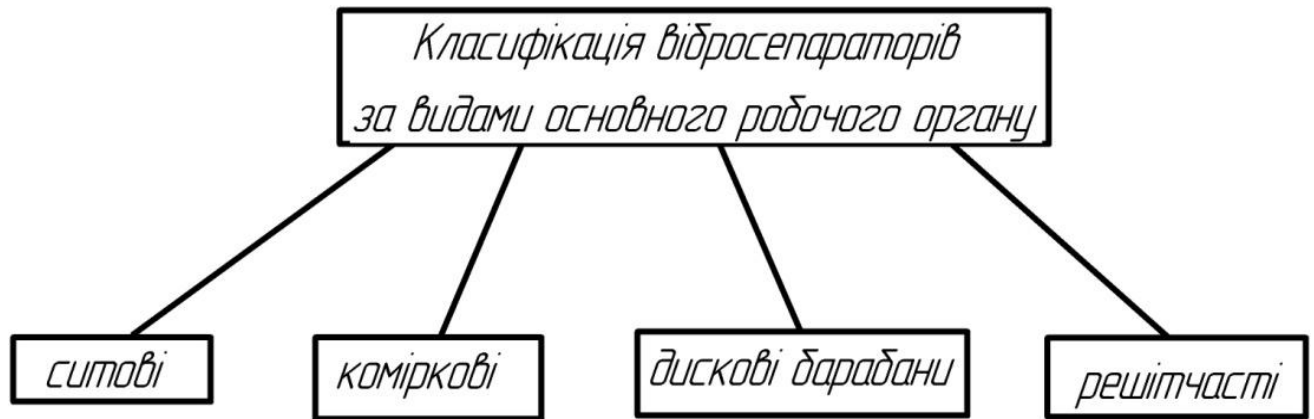 Класифікація вібросепараторів
за видами основного робочого органу
ситові
коміркові
дискові барабани
решітчасті